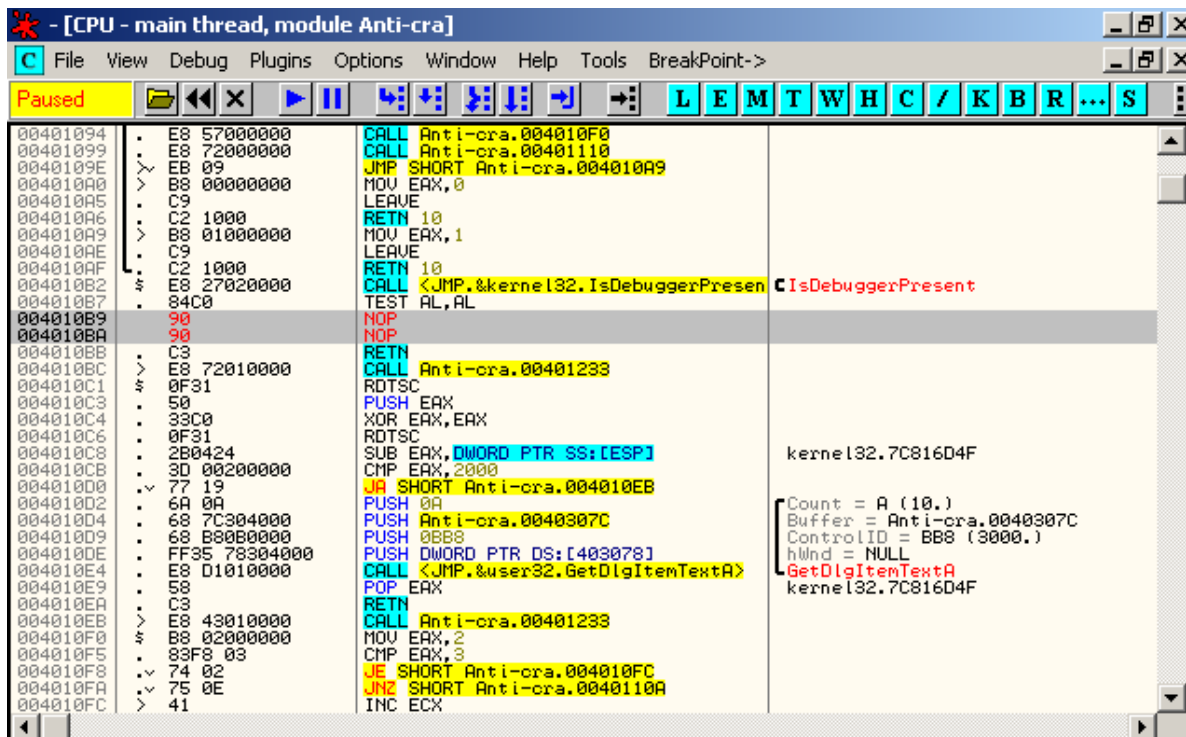 - [CPU - main thread, module Anti-cra]
C File View Debug Plugins Options Window Help Tools BreakPoint->
Paused L E M T W H C / K B R ... S
00401094 . E8 57000000 CALL Anti-cra.004010F0
00401099 . E8 72000000 CALL Anti-cra.00401110
0040109E >˅ EB 09 JMP SHORT Anti-cra.004010A9
004010A0 > B8 00000000 MOV EAX,0
004010A5 . C9 LEAVE
004010A6 . C2 1000 RETN 10
004010A9 > B8 01000000 MOV EAX,1
004010AE . C9 LEAVE
004010AF . C2 1000 RETN 10
004010B2 $ E8 27020000 CALL <JMP.&kernel32.IsDebuggerPresen IsDebuggerPresent
004010B7 . 84C0 TEST AL,AL
004010B9 90 NOP
004010BA 90 NOP
004010BB . C3 RETN
004010BC > E8 72010000 CALL Anti-cra.00401233
004010C1 $ 0F31 RDTSC
004010C3 . 50 PUSH EAX
004010C4 . 33C0 XOR EAX,EAX
004010C6 . 0F31 RDTSC
004010C8 . 2B0424 SUB EAX,DWORD PTR SS:[ESP] kernel32.7C816D4F
004010CB . 3D 00200000 CMP EAX,2000
004010D0 .˅ 77 19 JA SHORT Anti-cra.004010EB
004010D2 . 6A 0A PUSH 0A Count = A (10.)
004010D4 . 68 7C304000 PUSH Anti-cra.0040307C Buffer = Anti-cra.0040307C
004010D9 . 68 B80B0000 PUSH 0BB8 ControlID = BB8 (3000.)
004010DE . FF35 78304000 PUSH DWORD PTR DS:[403078] hWnd = NULL
004010E4 . E8 D1010000 CALL <JMP.&user32.GetDlgItemTextA> GetDlgItemTextA
004010E9 . 58 POP EAX kernel32.7C816D4F
004010EA . C3 RETN
004010EB > E8 43010000 CALL Anti-cra.00401233
004010F0 $ B8 02000000 MOV EAX,2
004010F5 . 83F8 03 CMP EAX,3
004010F8 .˅ 74 02 JE SHORT Anti-cra.004010FC
004010FA .˅ 75 0E JNZ SHORT Anti-cra.0040110A
004010FC > 41 INC ECX